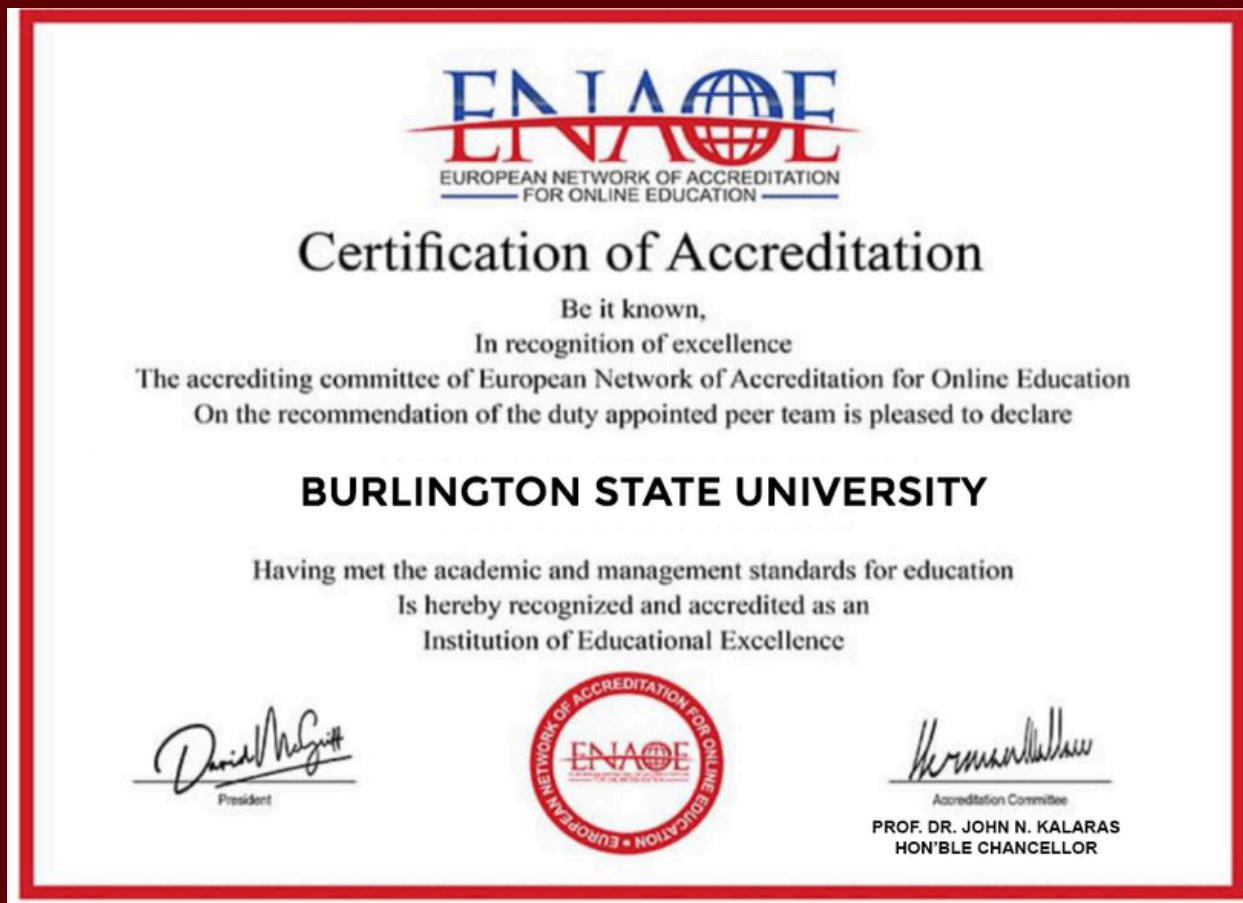 ENAOE
EUROPEAN NETWORK OF ACCREDITATION
FOR ONLINE EDUCATION
Certification of Accreditation
Be it known,
In recognition of excellence
The accrediting committee of European Network of Accreditation for Online Education
On the recommendation of the duty appointed peer team is pleased to declare
BURLINGTON STATE UNIVERSITY
Having met the academic and management standards for education
Is hereby recognized and accredited as an
Institution of Educational Excellence
David McGriff
President
EUROPEAN NETWORK OF ACCREDITATION FOR ONLINE EDUCATION
ENAOE
Accreditation Committee
PROF. DR. JOHN N. KALARAS
HON'BLE CHANCELLOR